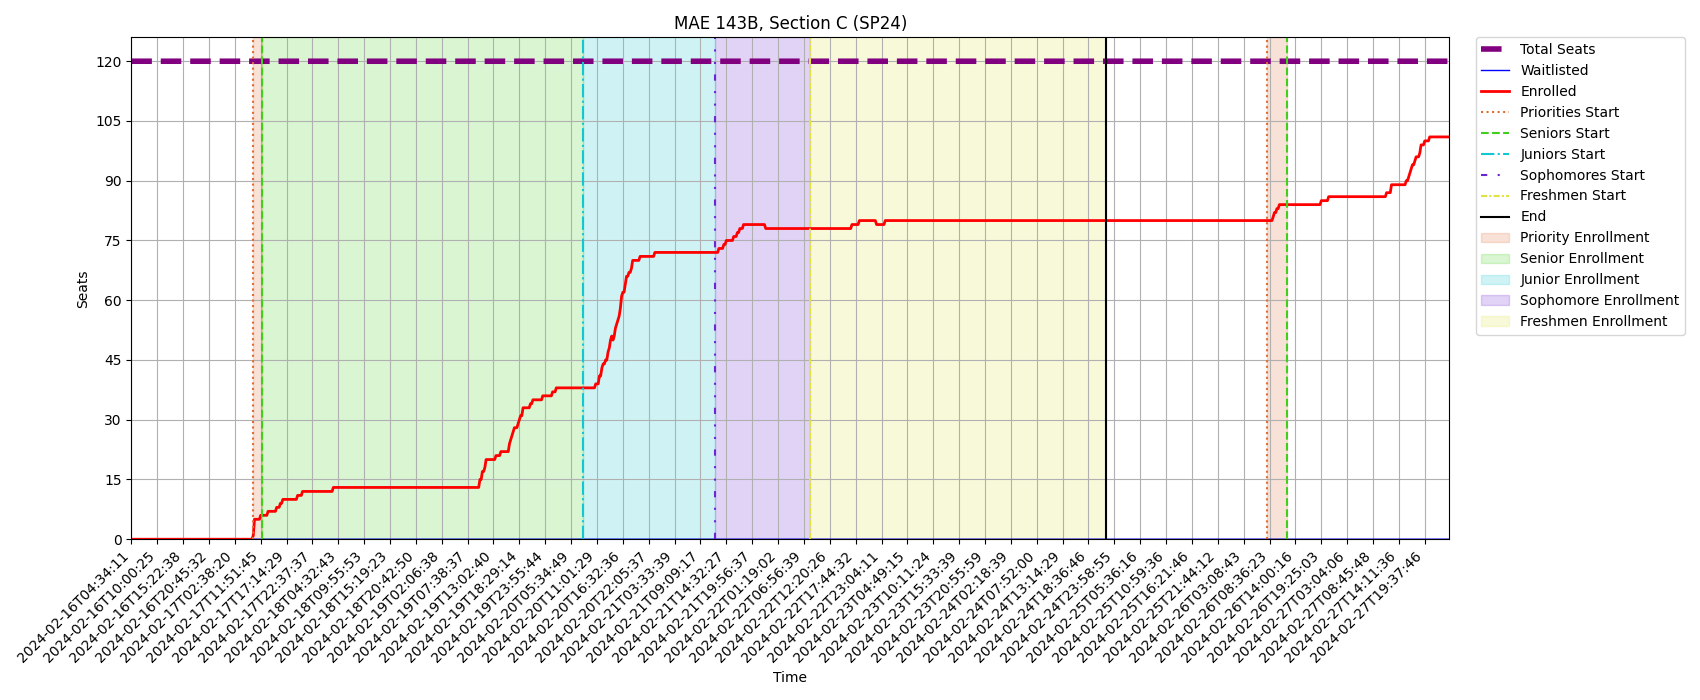 MAE 143B, Section C (SP24)
Seats
120
105
90
75
60
45
30
15
0
2024-02-16T04:34:11
2024-02-16T10:00:25
2024-02-16T15:22:38
2024-02-16T20:45:32
2024-02-17T02:38:20
2024-02-17T11:51:45
2024-02-17T17:14:29
2024-02-17T22:37:37
2024-02-18T04:32:43
2024-02-18T09:55:53
2024-02-18T15:19:23
2024-02-18T20:42:50
2024-02-19T02:06:25
2024-02-19T07:38:37
2024-02-19T13:02:40
2024-02-19T18:29:14
2024-02-19T23:55:44
2024-02-20T05:34:49
2024-02-20T11:01:29
2024-02-20T16:32:36
2024-02-20T22:05:37
2024-02-21T03:33:39
2024-02-21T09:09:17
2024-02-21T14:32:27
2024-02-21T19:56:37
2024-02-22T01:19:02
2024-02-22T06:56:39
2024-02-22T12:20:26
2024-02-22T17:44:32
2024-02-22T23:04:11
2024-02-23T04:49:15
2024-02-23T10:11:24
2024-02-23T15:33:39
2024-02-23T20:55:59
2024-02-24T02:18:39
2024-02-24T07:52:00
2024-02-24T13:14:29
2024-02-24T18:36:46
2024-02-24T23:58:55
2024-02-25T05:36:16
2024-02-25T10:59:36
2024-02-25T16:21:46
2024-02-25T21:44:12
2024-02-26T03:08:43
2024-02-26T08:36:23
2024-02-26T14:00:16
2024-02-26T19:25:03
2024-02-27T03:04:06
2024-02-27T08:45:48
2024-02-27T14:11:36
2024-02-27T19:37:46
Time
Total Seats
Waitlisted
Enrolled
Priorities Start
Seniors Start
Juniors Start
Sophomores Start
Freshmen Start
End
Priority Enrollment
Senior Enrollment
Junior Enrollment
Sophomore Enrollment
Freshmen Enrollment